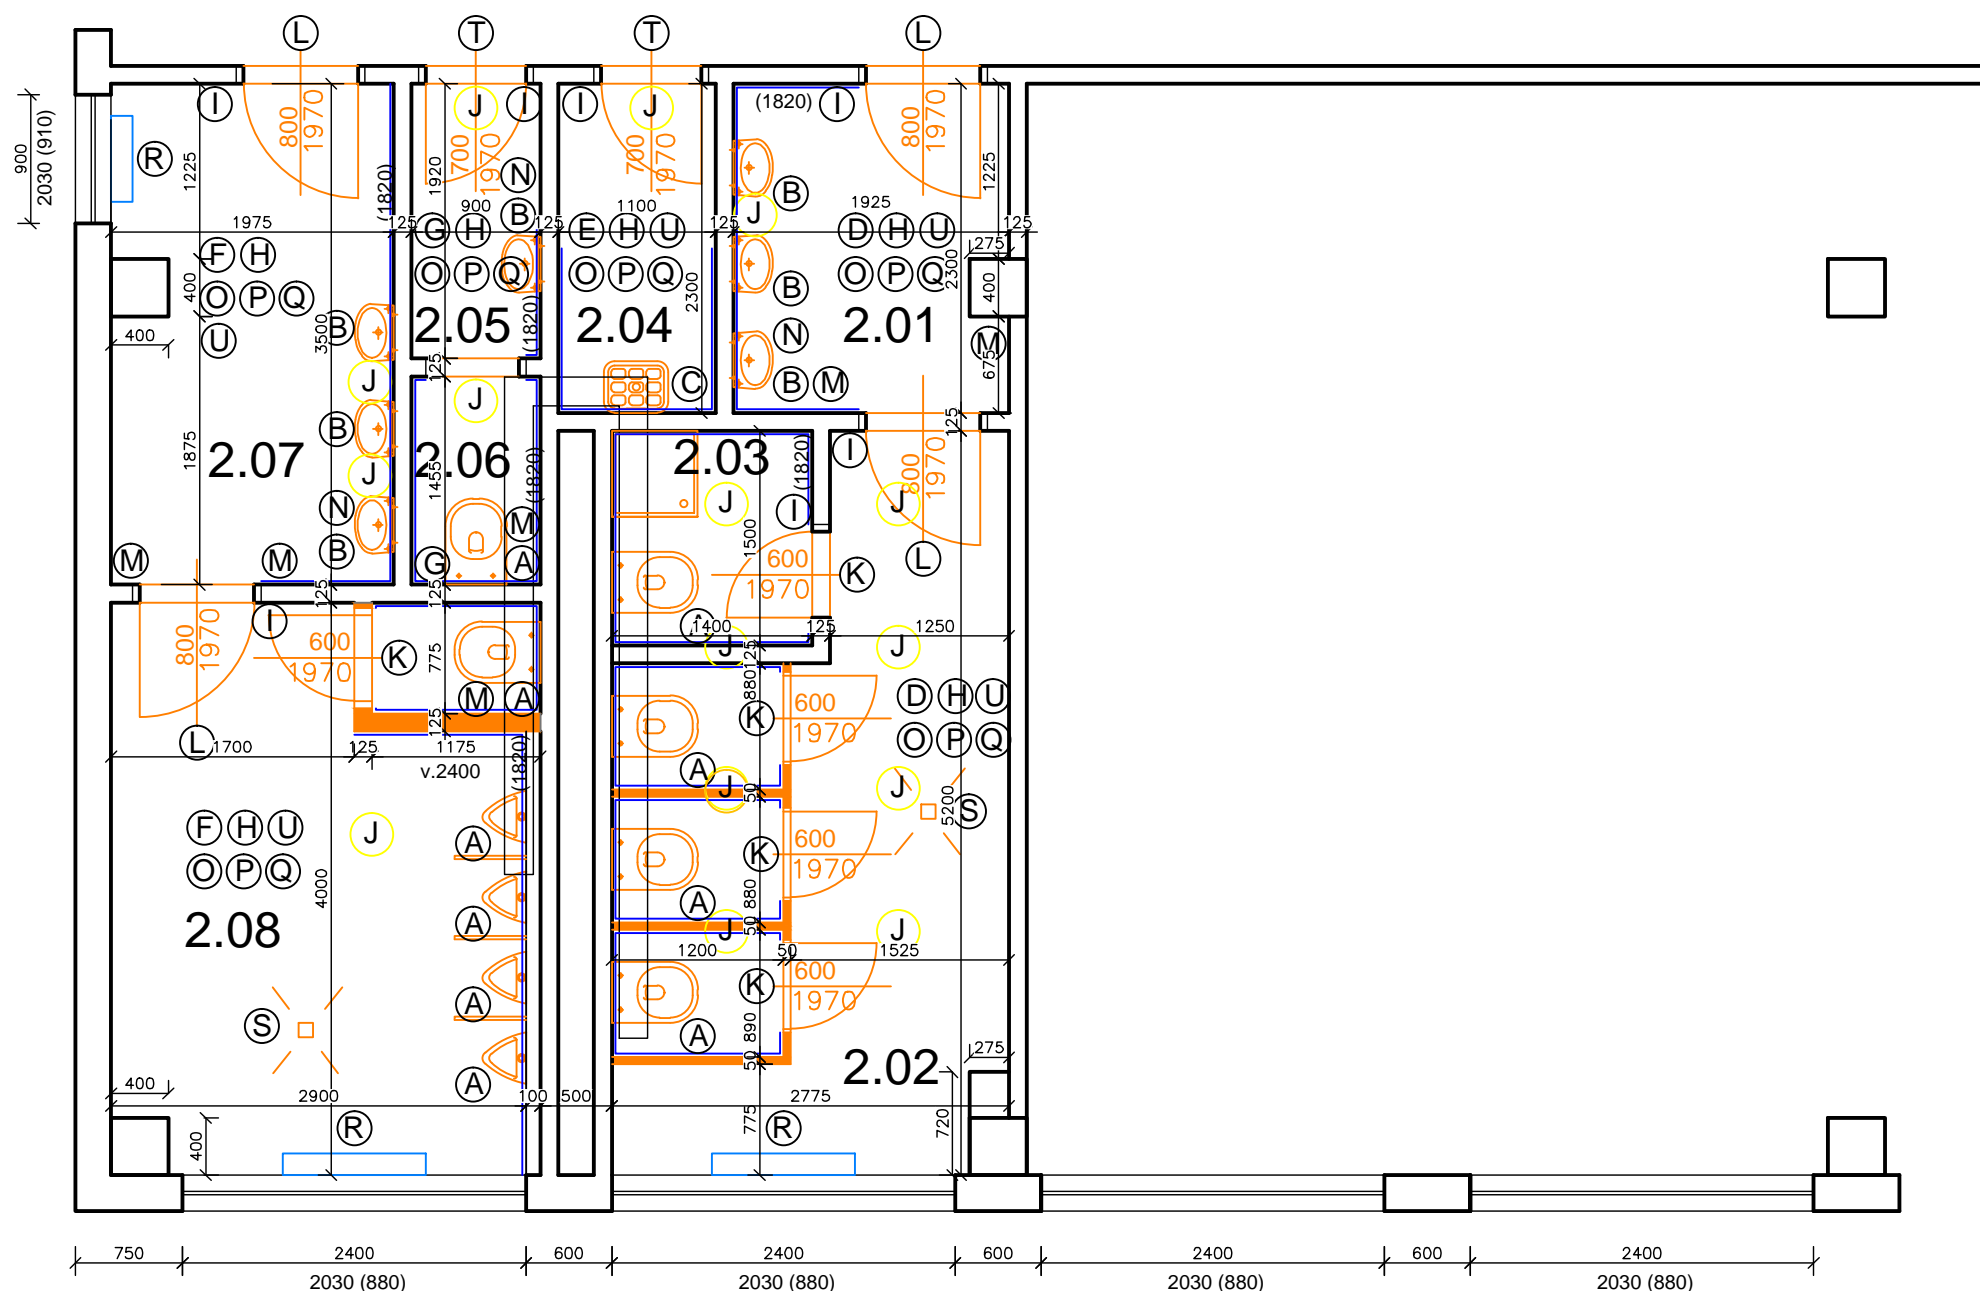 L T T L
I J I I J (1820) I
800 1970 700 1970 700 1970 800 1970
900 2030 (910)
R 1225 1920 N B B 1225
(1820)
1975 125 900 125 1100 125 J 1925 125
F H G H E H U D H U 275
400 O P Q O P Q O P Q B O P Q 2300 400
U 2300
400 3500 B 2.05 (1820) 2.04 N 2.01 M
675
J 125 J C B M
125
1875 2.07 B 2.06 2.03 (1820) I 800 1970
1455 (1820)
J J I J
N M 1500
M M B G A 600 1970 K L
125 125
I A 1400 125 1250
800 1970 600 1970 K 775 J 125 J
M A 880 K 600 1970 D H U
L 1700 125 1175 125 O P Q
v.2400 (1820) A J 50 J
F H U J A 5200 S
O P Q K 600 1970
4000 A 880
2.08 A J 50 J
1200 50 1525
K 600 1970
S A A 890
50 2.02 275
400 A
2900 100 500 2775
400 R 775 R 720
750 2400 600 2400 600 2400 600 2400
2030 (880) 2030 (880) 2030 (880) 2030 (880)